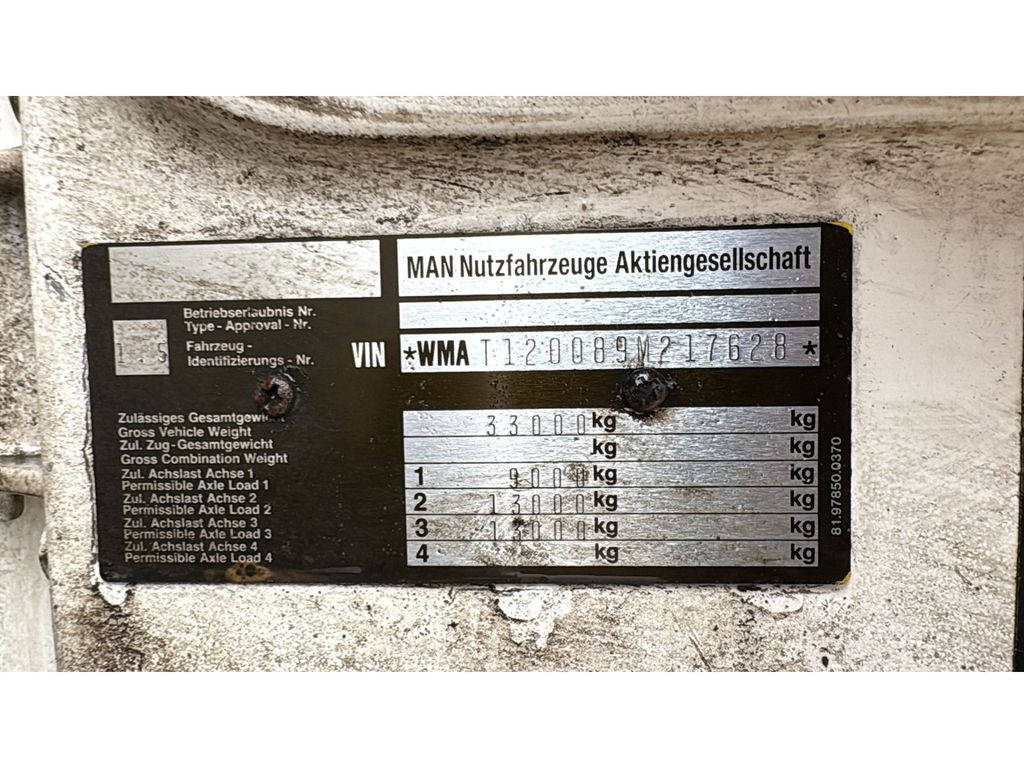 MAN Nutzfahrzeuge Aktiengesellschaft
Betriebserlaubnis Nr.
Type - Approval - Nr.
1.5
Fahrzeug -
Identifizierungs - Nr.
VIN *WMA T120089M217628 *
Zulässiges Gesamtgewicht 33000 kg kg
Gross Vehicle Weight
Zul. Zug-Gesamtgewicht kg kg
Gross Combination Weight
Zul. Achslast Achse 1 1 9000 kg kg
Permissible Axle Load 1
Zul. Achslast Achse 2 2 13000 kg kg
Permissible Axle Load 2
Zul. Achslast Achse 3 3 13000 kg kg
Permissible Axle Load 3
Zul. Achslast Achse 4 4 kg kg
Permissible Axle Load 4
81.97850.0370